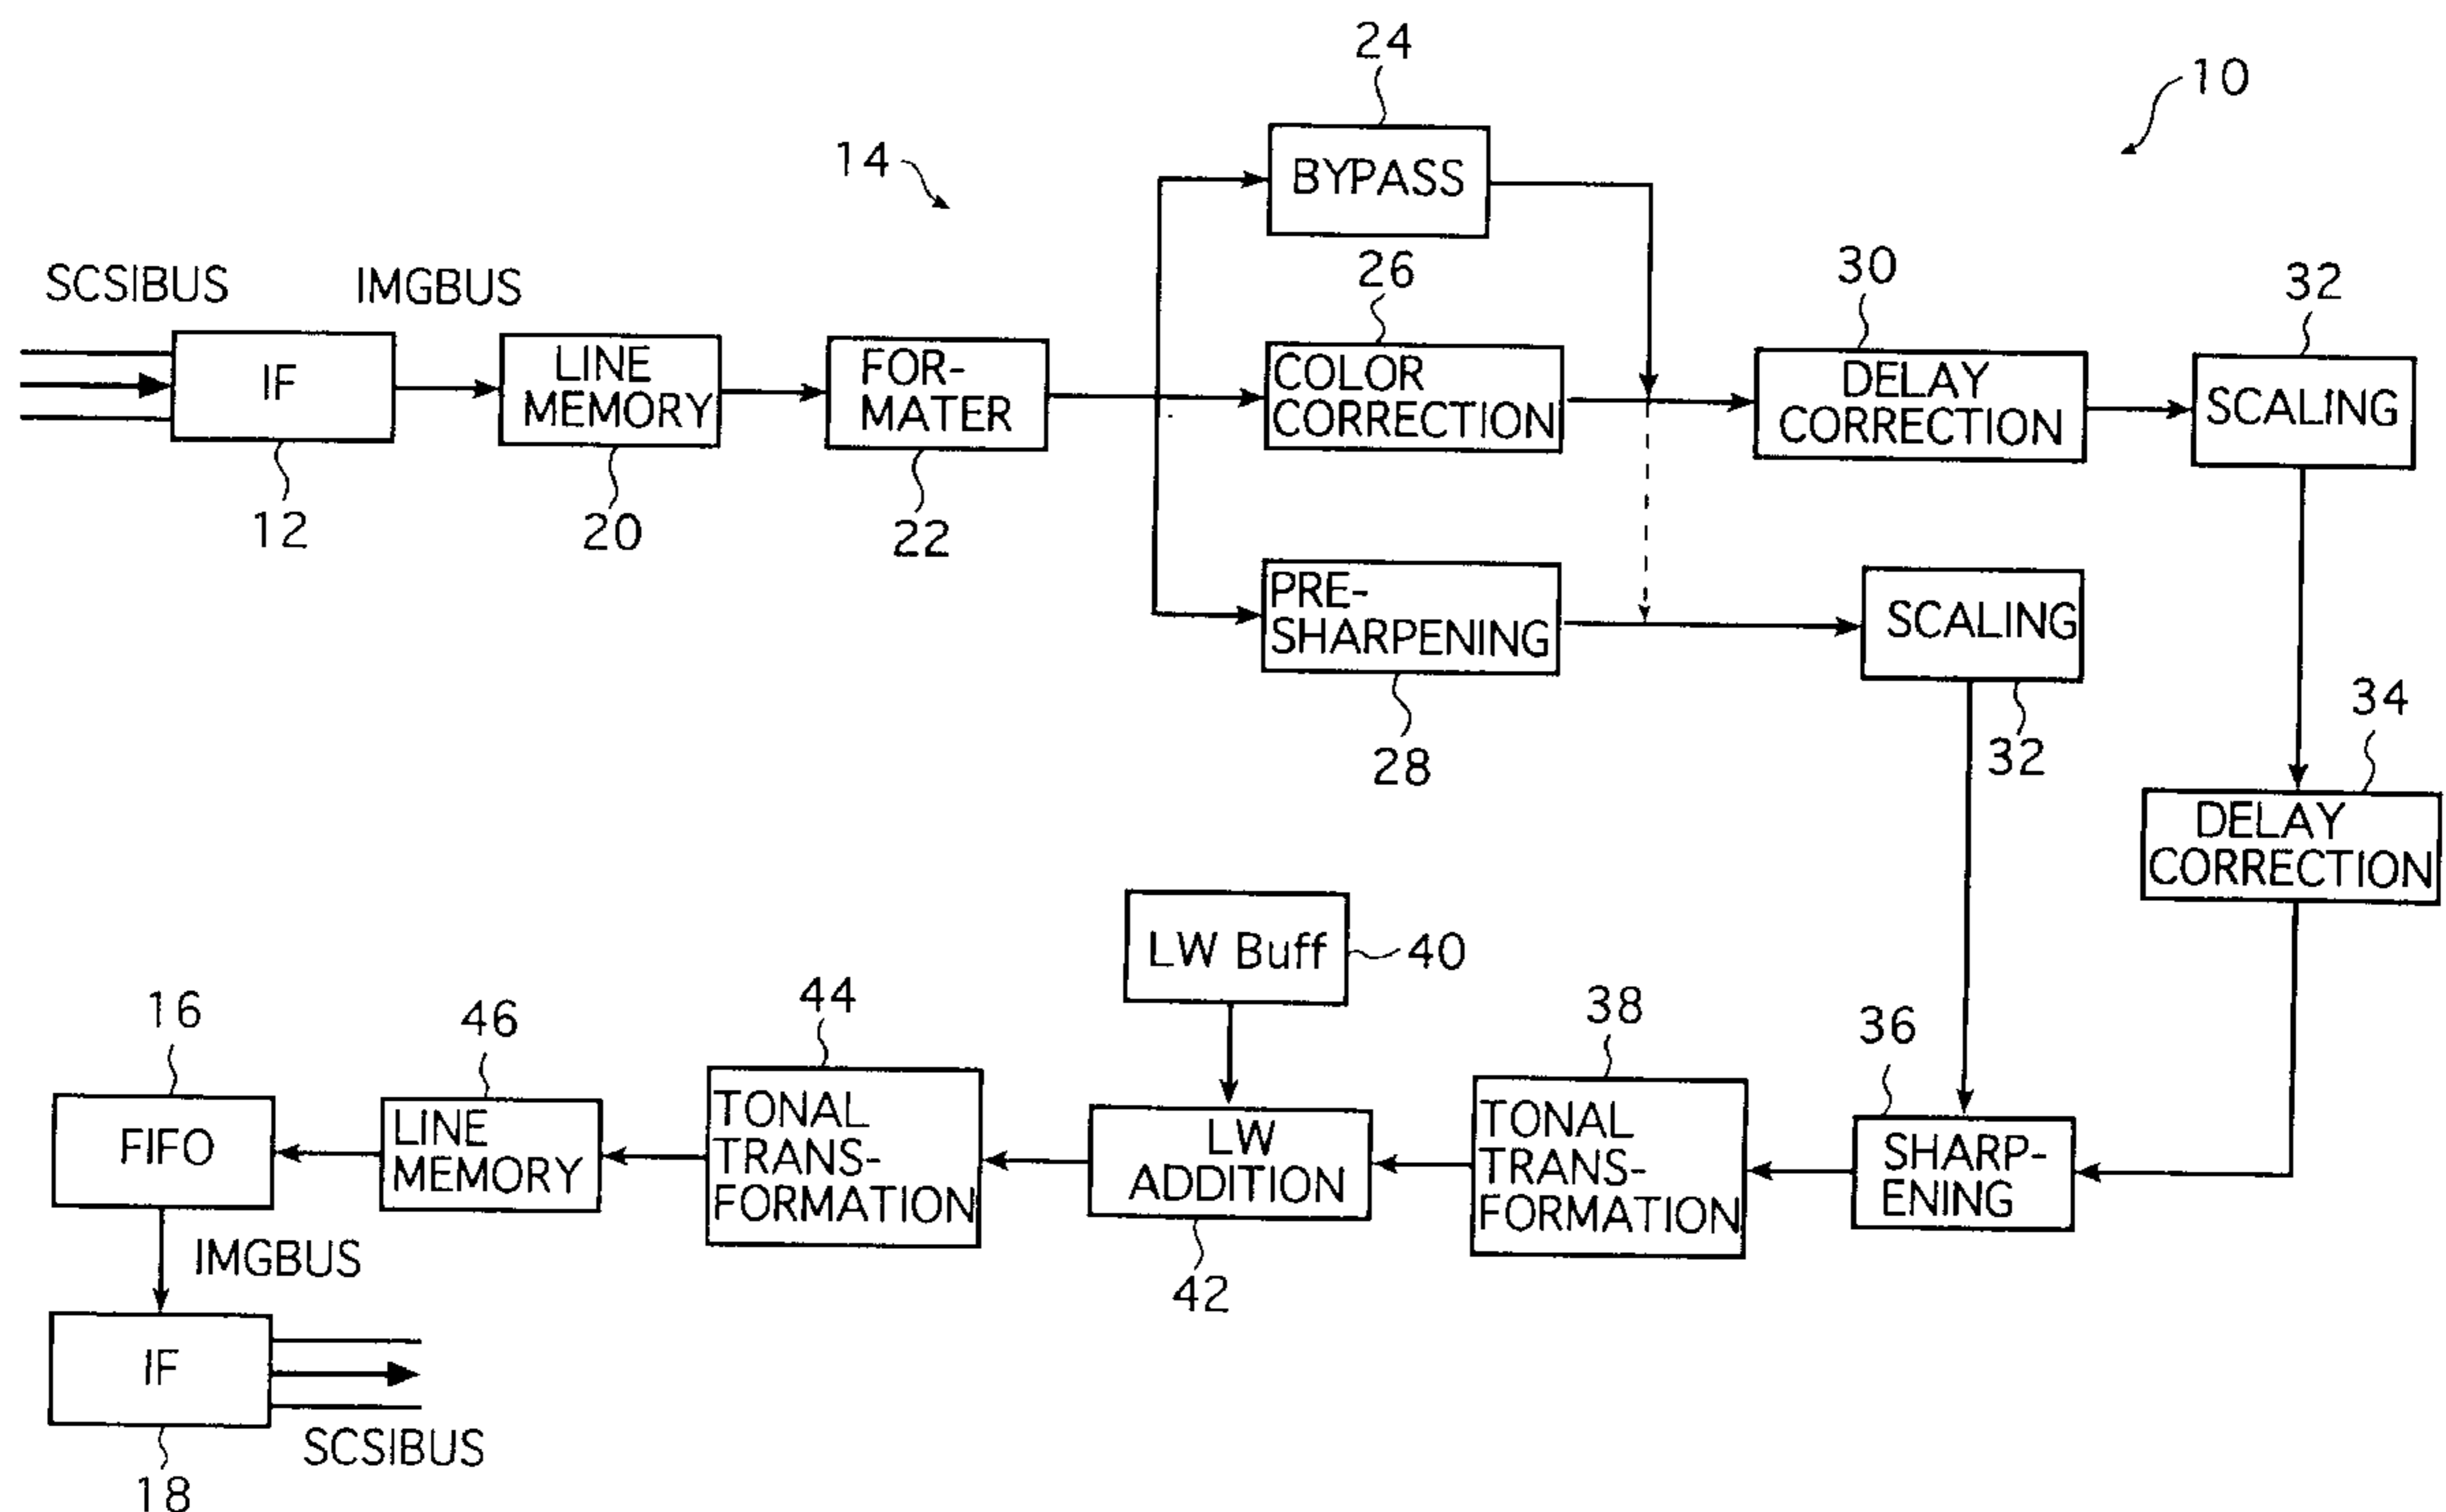 24
10
14
BYPASS
26
30
32
SCSIBUS
IMGBUS
IF
LINE
MEMORY
FOR-
MATER
COLOR
CORRECTION
DELAY
CORRECTION
SCALING
12
20
22
PRE-
SHARPENING
SCALING
28
32
34
DELAY
CORRECTION
LW Buff
40
16
46
44
38
36
FIFO
LINE
MEMORY
TONAL
TRANS-
FORMATION
LW
ADDITION
TONAL
TRANS-
FORMATION
SHARP-
ENING
IMGBUS
42
IF
SCSIBUS
18